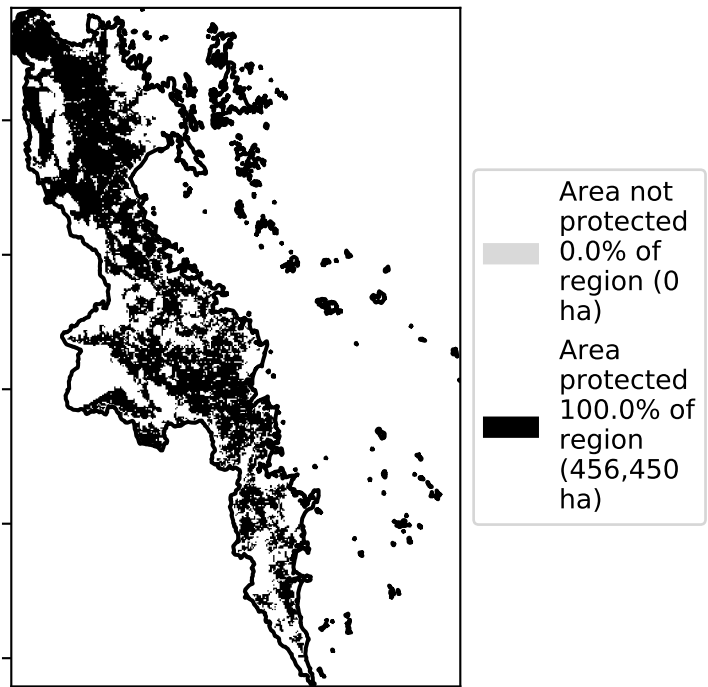 Area not
protected
0.0% of
region (0
ha)
Area
protected
100.0% of
region
(456,450
ha)